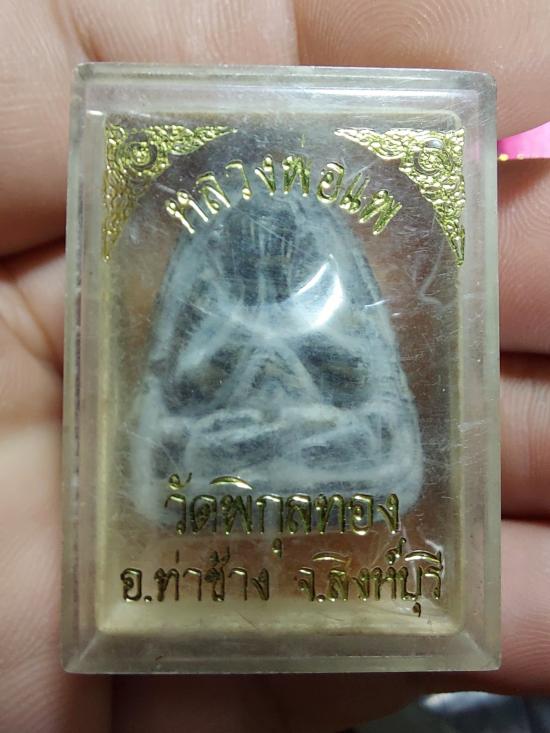 หลวงพ่อแพ
วัดพิกุลทอง
อ.ท่าช้าง จ.สิงห์บุรี